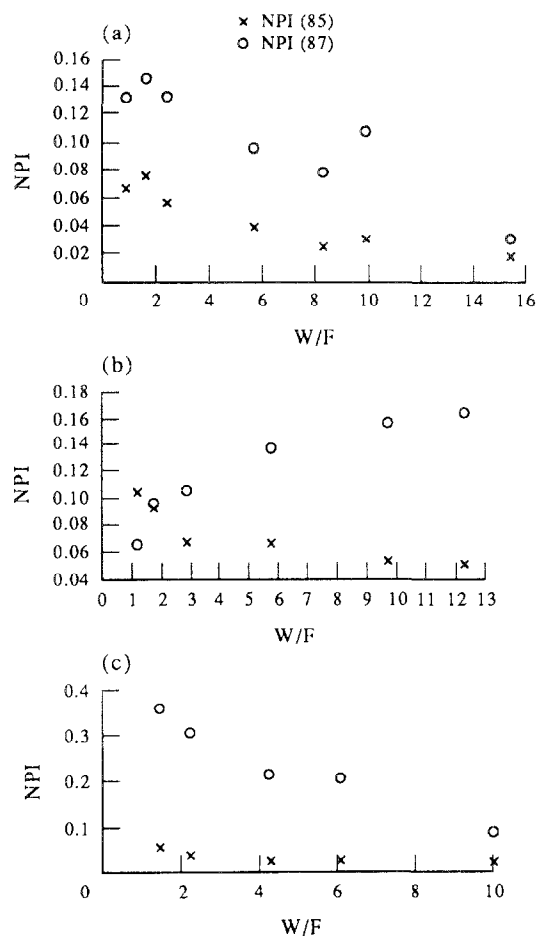 (a)
× NPI (85)
○ NPI (87)
0.16
0.14
0.12
0.10
0.08
0.06
0.04
0.02
NPI
0 2 4 6 8 10 12 14 16
W/F
(b)
0.18
0.16
0.14
0.12
0.10
0.08
0.06
0.04
NPI
0 1 2 3 4 5 6 7 8 9 10 11 12 13
W/F
(c)
0.4
0.3
0.2
0.1
NPI
0 2 4 6 8 10
W/F